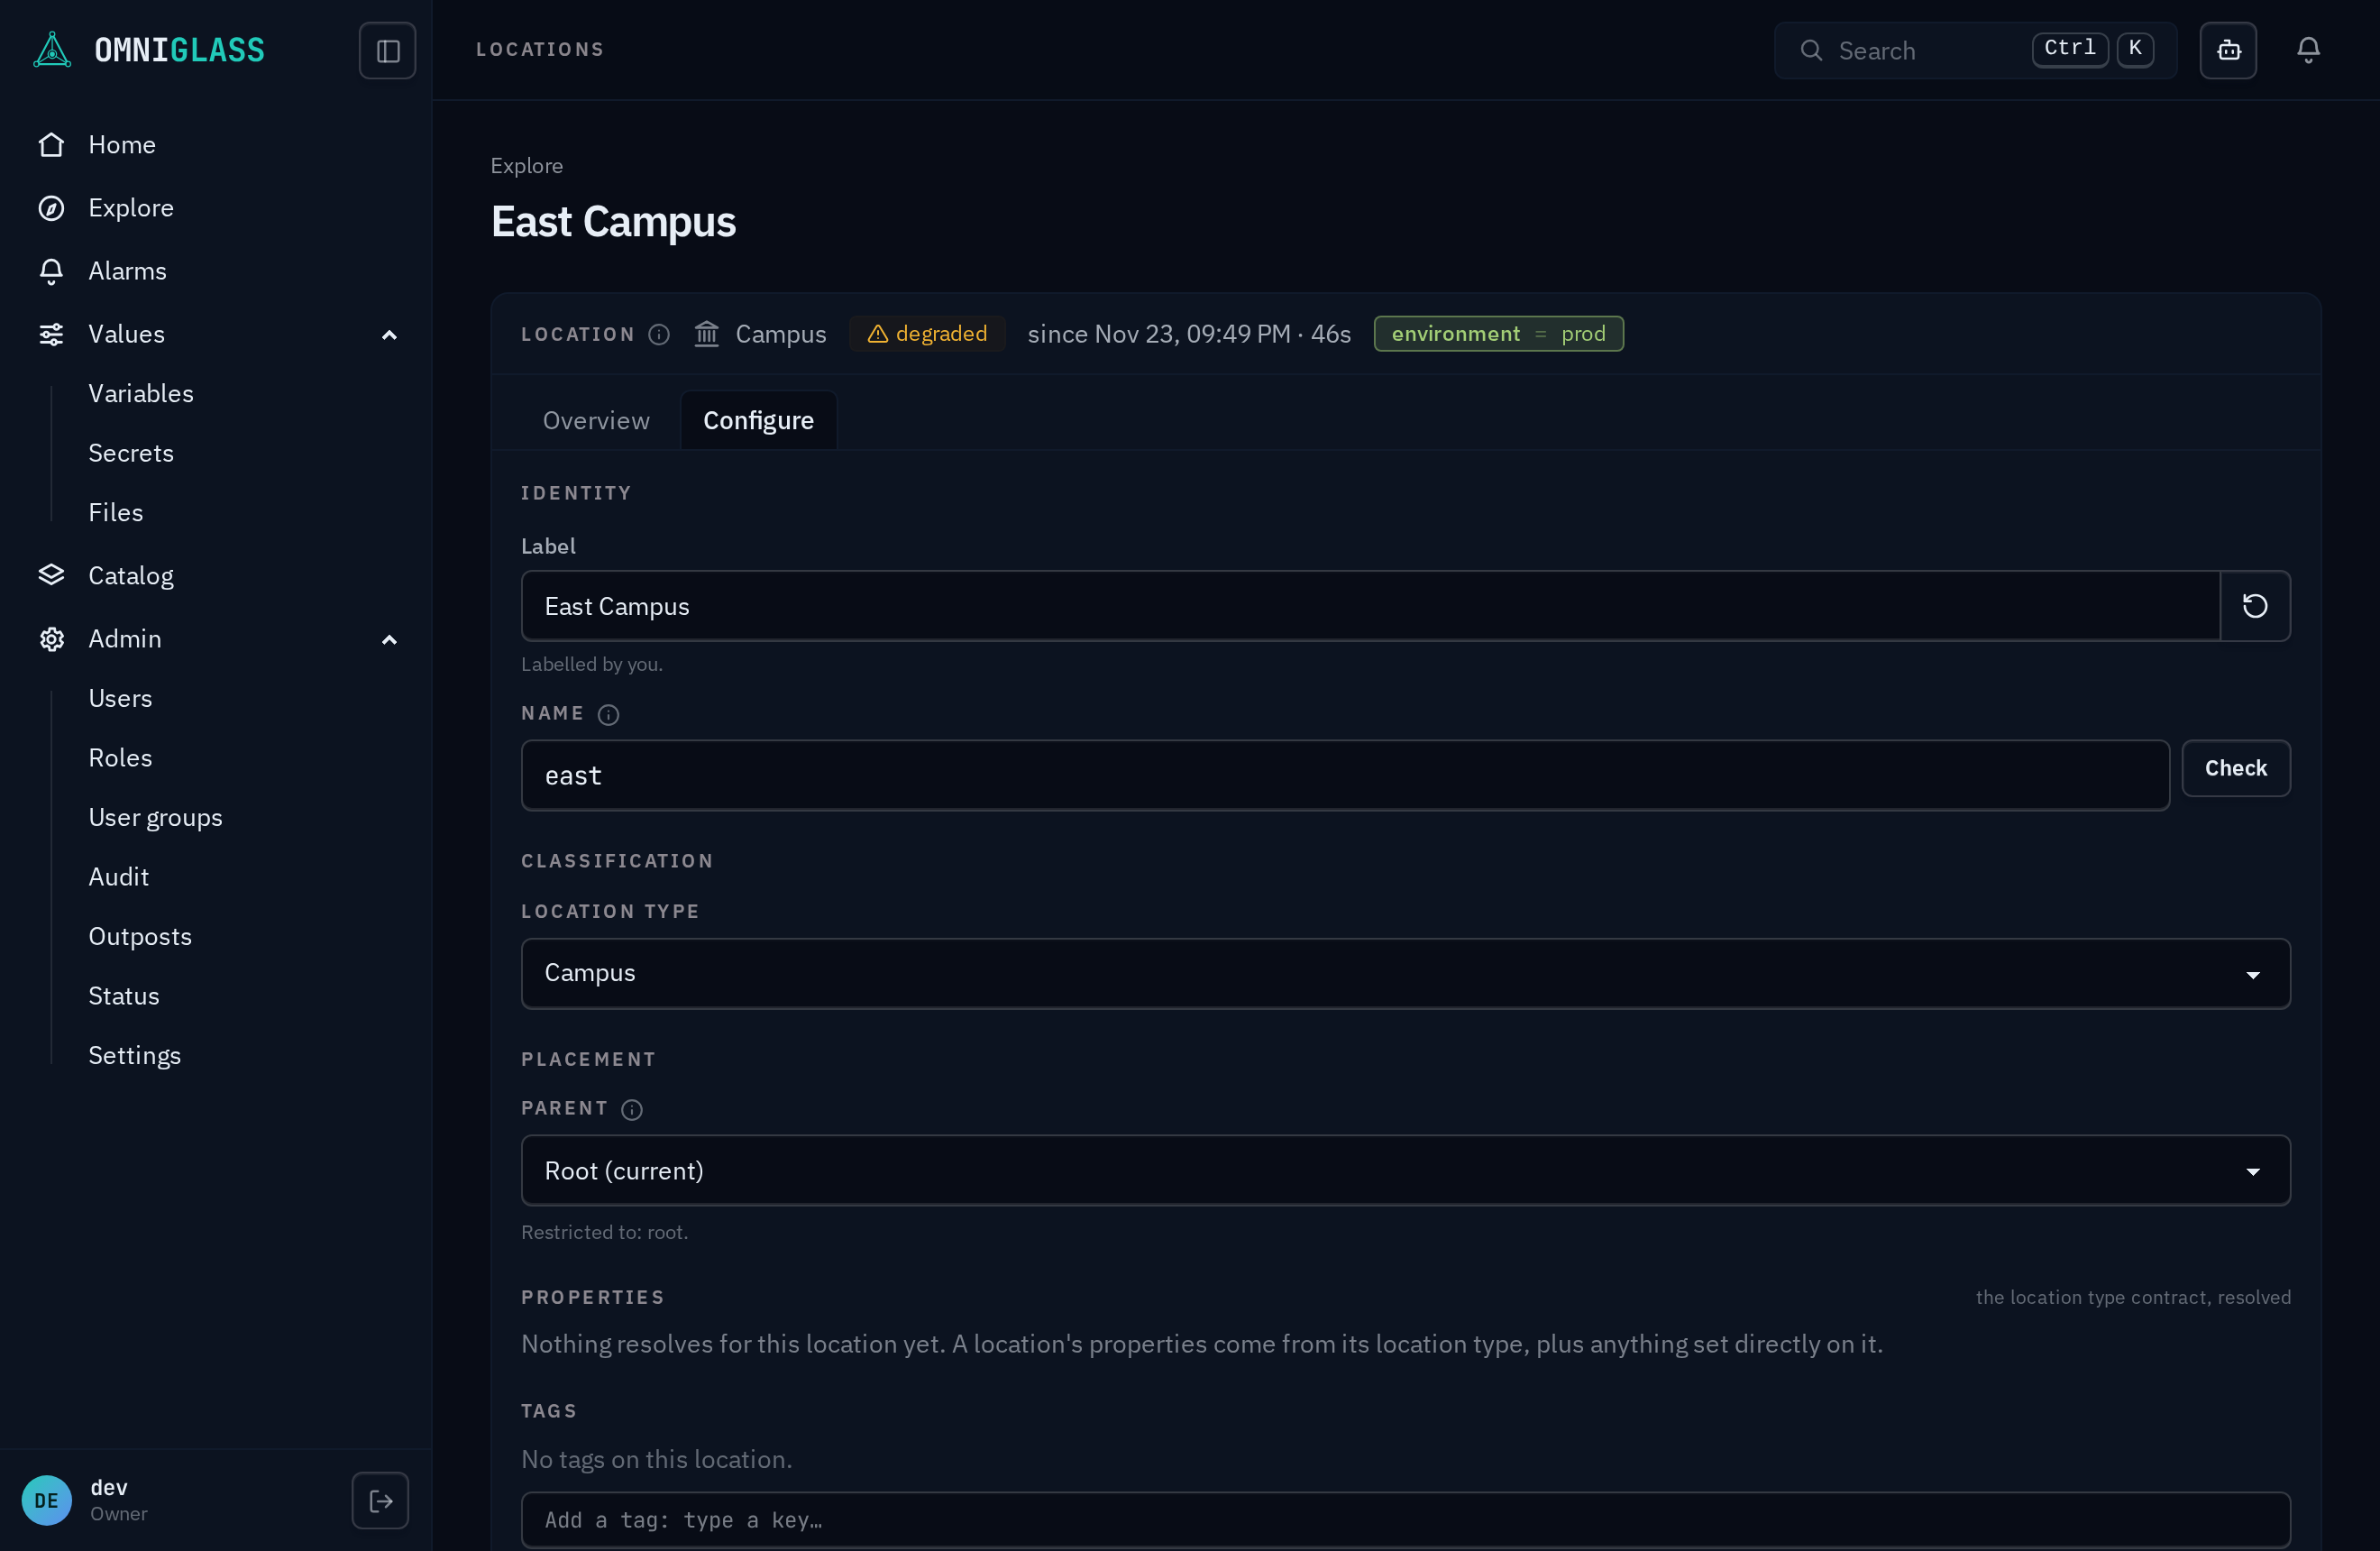 OMNIGLASS
Home
Explore
Alarms
Values
Variables
Secrets
Files
Catalog
Admin
Users
Roles
User groups
Audit
Outposts
Status
Settings
DE
dev
Owner
LOCATIONS
Search Ctrl K
Explore
East Campus
LOCATION Campus degraded since Nov 23, 09:49 PM · 46s environment = prod
Overview Configure
IDENTITY
Label
East Campus
Labelled by you.
NAME
east Check
CLASSIFICATION
LOCATION TYPE
Campus
PLACEMENT
PARENT
Root (current)
Restricted to: root.
PROPERTIES the location type contract, resolved
Nothing resolves for this location yet. A location's properties come from its location type, plus anything set directly on it.
TAGS
No tags on this location.
Add a tag: type a key…